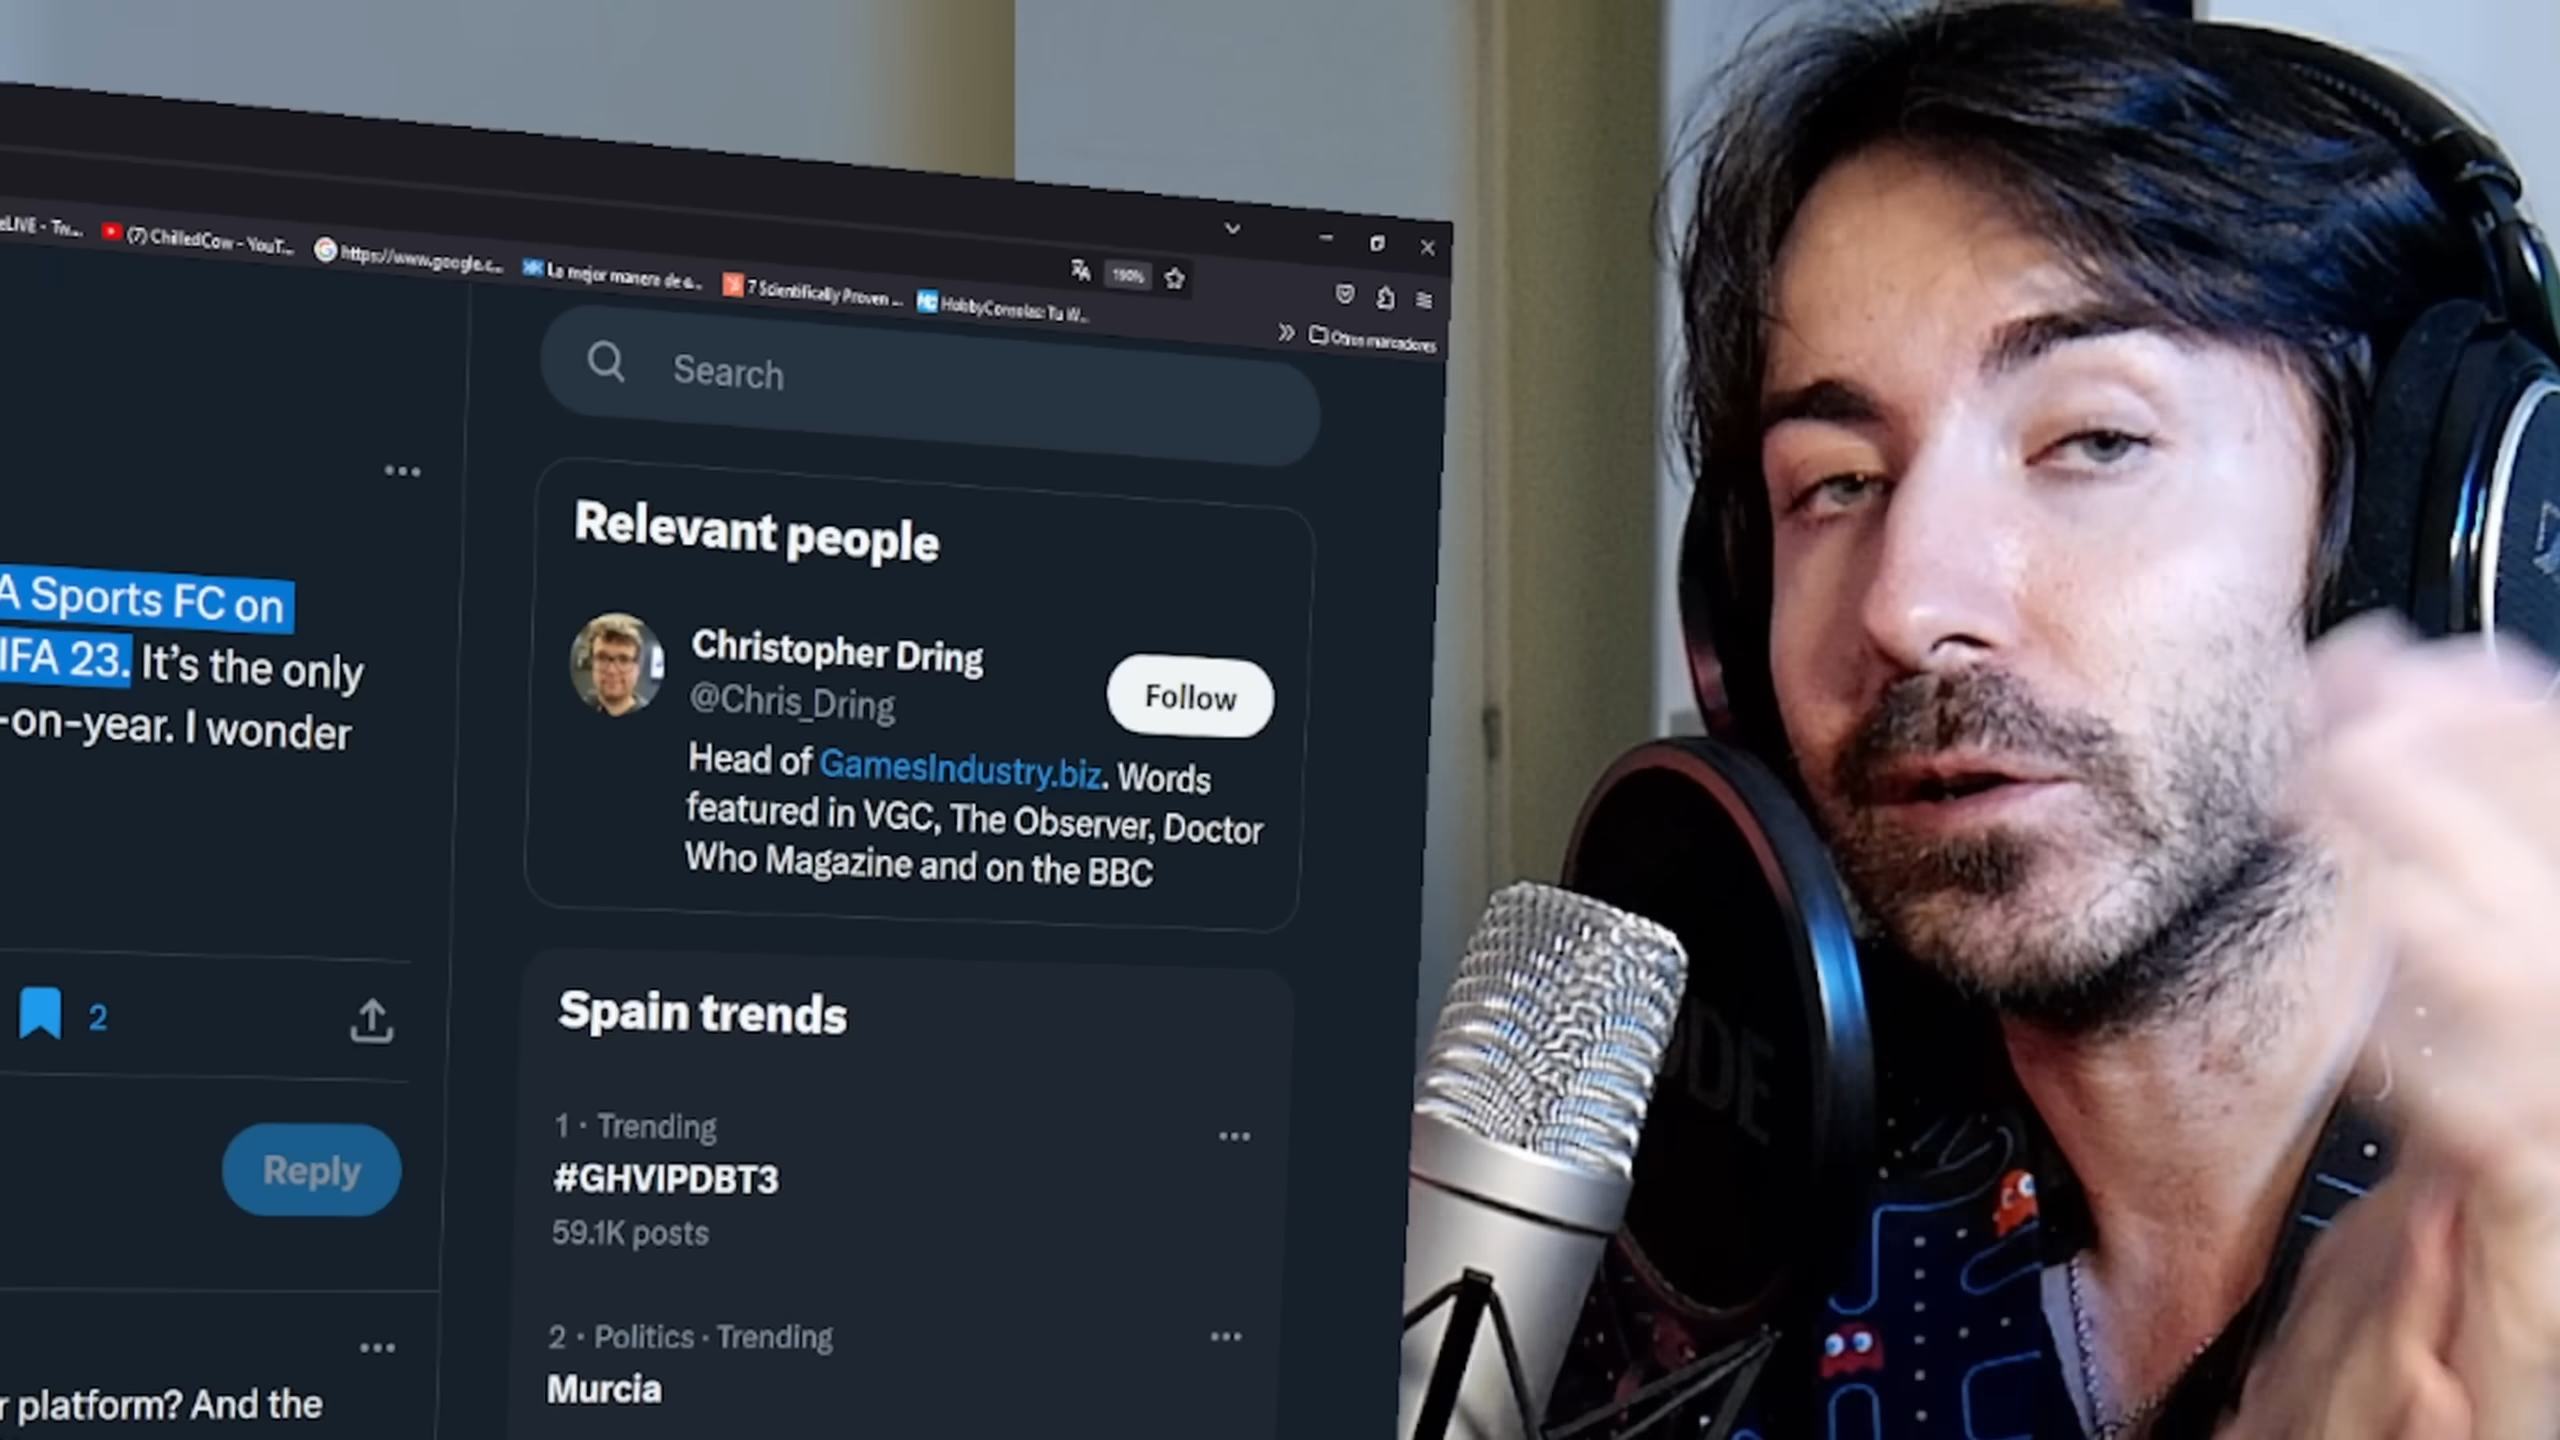 eLIVE - Tw...
(7) ChilledCow - YouT...
https://www.google.c...
La mejor manera de a...
7 Scientifically Proven ...
HobbyConsolas: Tu W...
190%
Otros marcadores
Search
A Sports FC on
IFA 23. It's the only
-on-year. I wonder
2
Reply
r platform? And the
Relevant people
Christopher Dring
@Chris_Dring
Follow
Head of GamesIndustry.biz. Words
featured in VGC, The Observer, Doctor
Who Magazine and on the BBC
Spain trends
1 · Trending
#GHVIPDBT3
59.1K posts
2 · Politics · Trending
Murcia